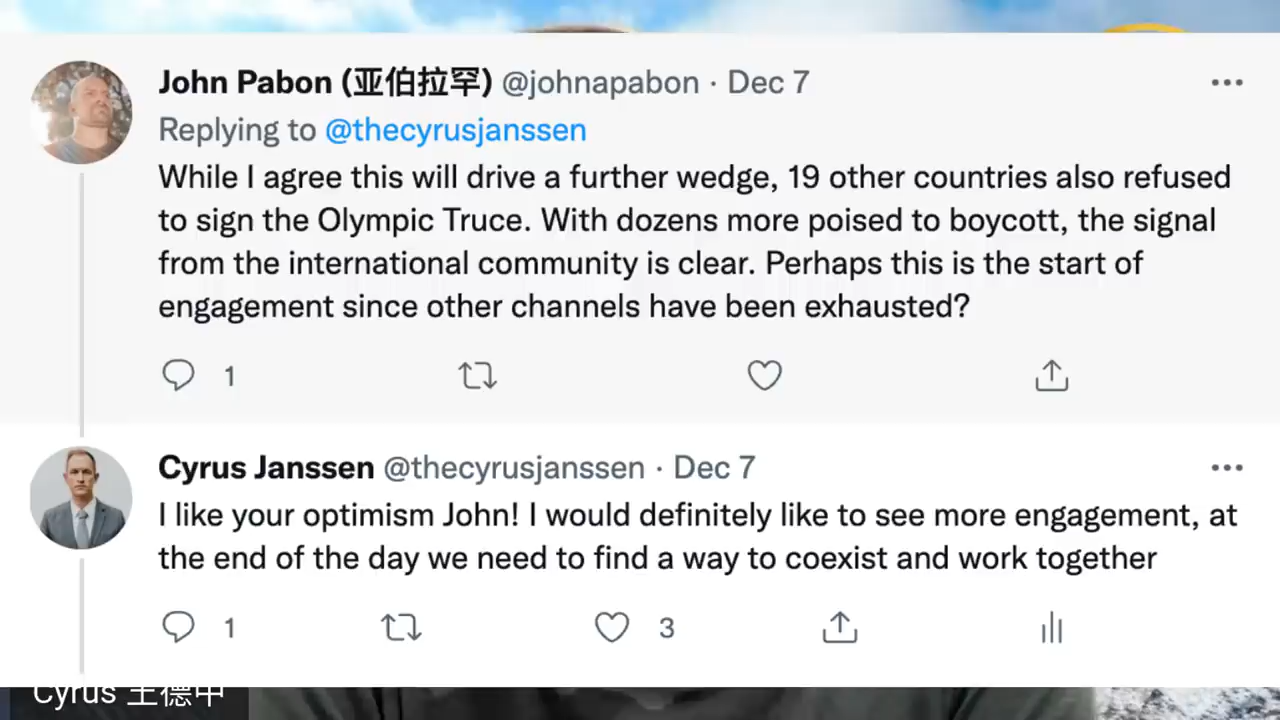 John Pabon (亚伯拉罕) @johnapabon · Dec 7
Replying to @thecyrusjanssen
While I agree this will drive a further wedge, 19 other countries also refused
to sign the Olympic Truce. With dozens more poised to boycott, the signal
from the international community is clear. Perhaps this is the start of
engagement since other channels have been exhausted?
1
Cyrus Janssen @thecyrusjanssen · Dec 7
I like your optimism John! I would definitely like to see more engagement, at
the end of the day we need to find a way to coexist and work together
1 3
Cyrus 王德中